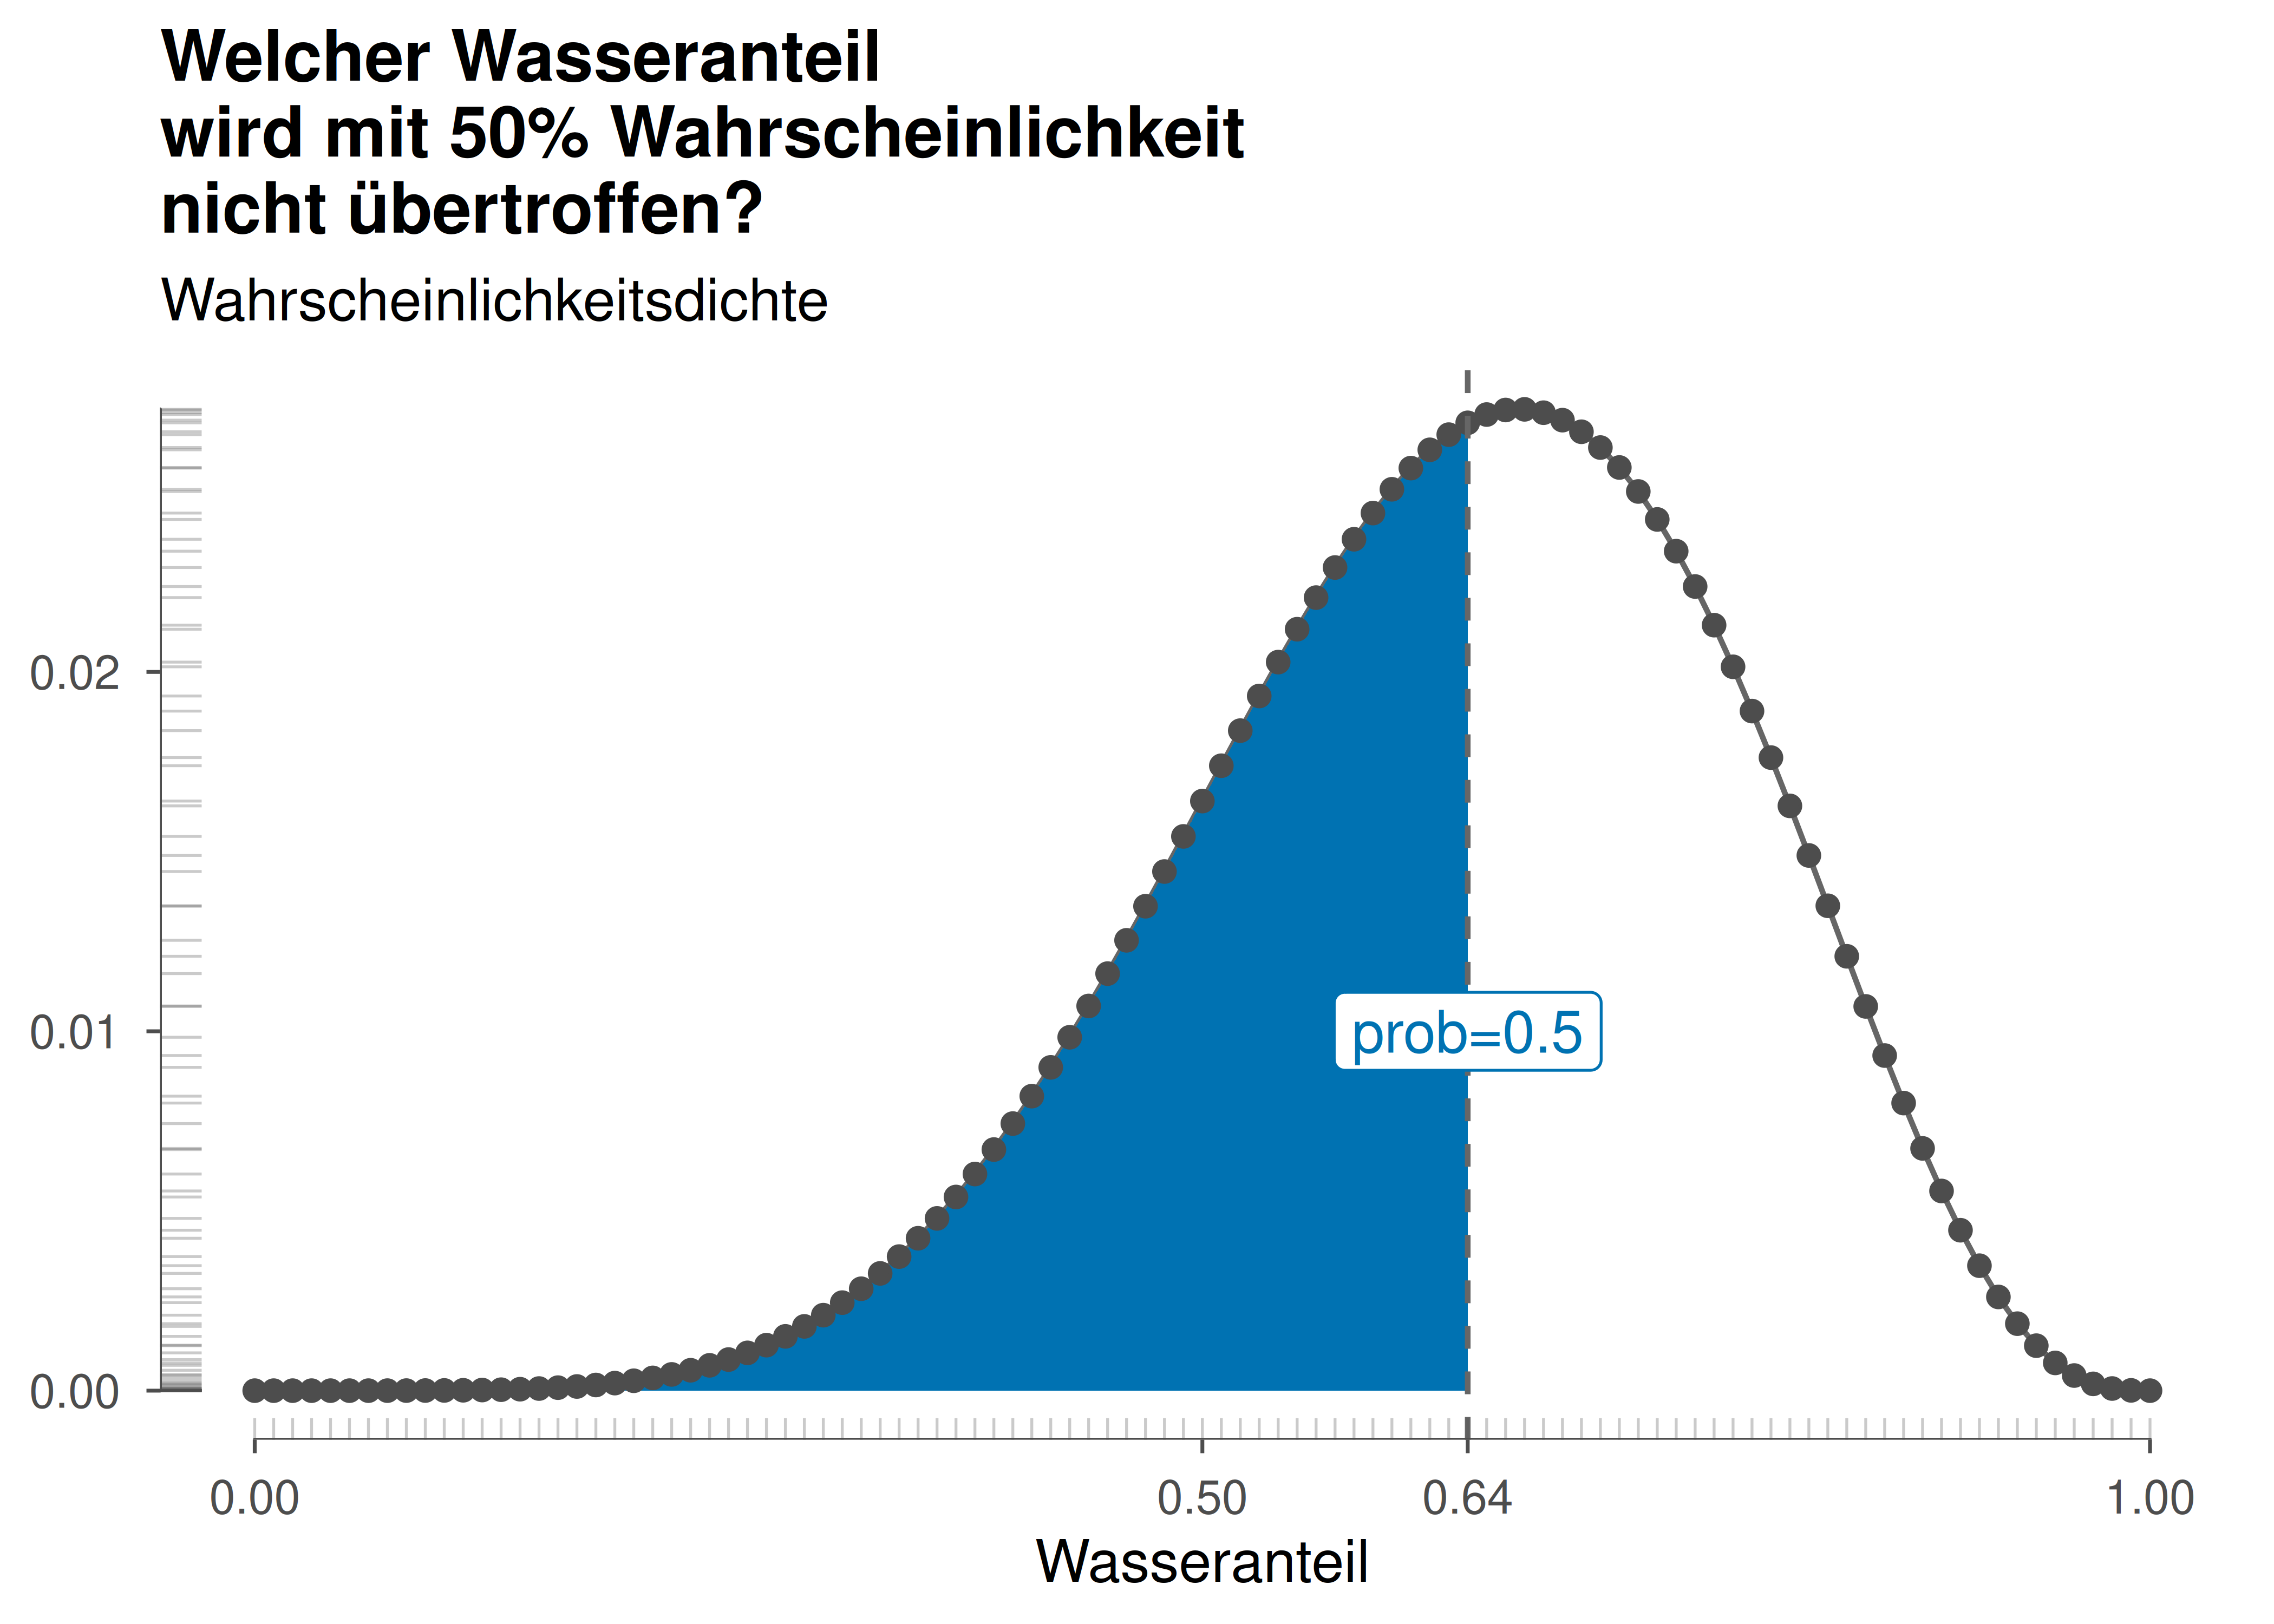 Welcher Wasseranteil
wird mit 50% Wahrscheinlichkeit
nicht übertroffen?
Wahrscheinlichkeitsdichte
0.02
0.01
0.00
prob=0.5
0.00 0.50 0.64 1.00
Wasseranteil